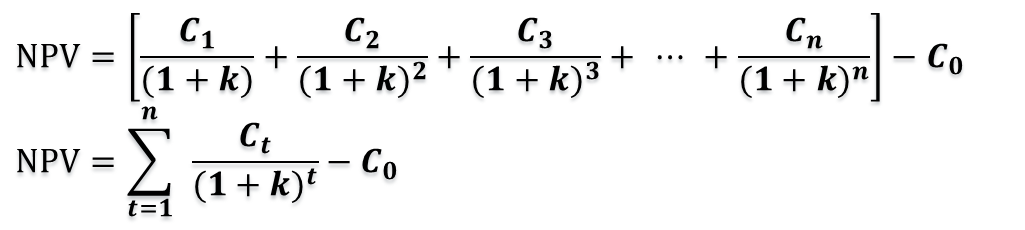 NPV = [C₁/(1 + k) + C₂/(1 + k)² + C₃/(1 + k)³ + ⋯ + Cₙ/(1 + k)ⁿ] − C₀
NPV = ∑ₜ₌₁ⁿ Cₜ/(1 + k)ᵗ − C₀